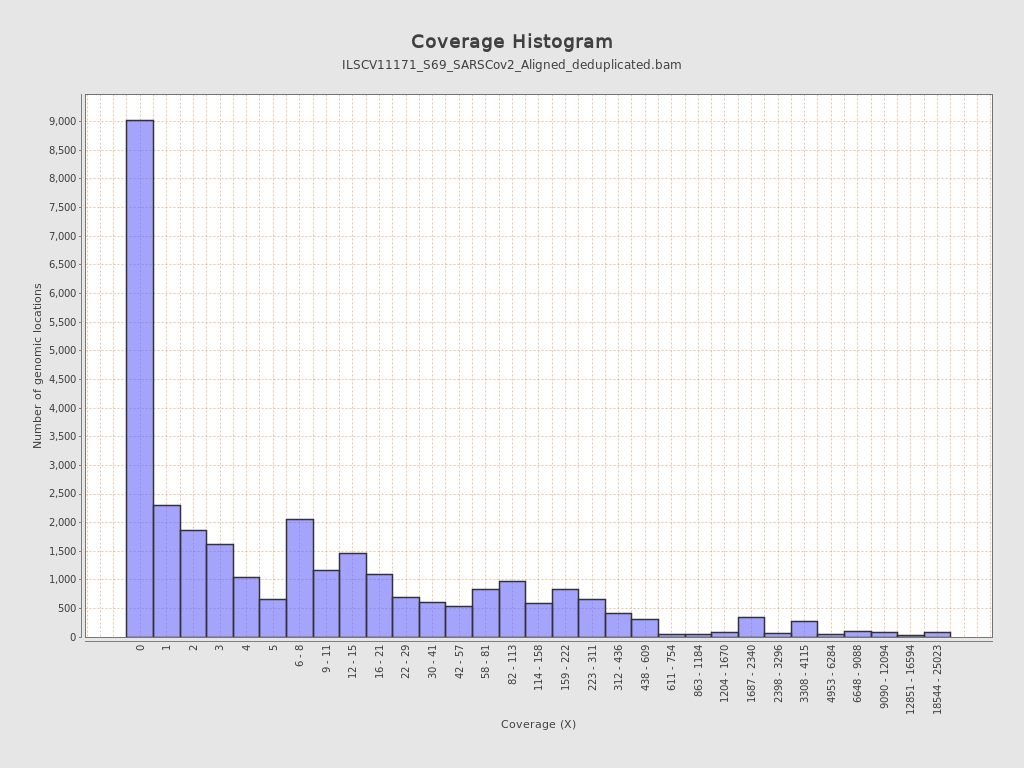 Coverage Histogram
ILSCV11171_S69_SARSCov2_Aligned_deduplicated.bam
Number of genomic locations
9,000
8,500
8,000
7,500
7,000
6,500
6,000
5,500
5,000
4,500
4,000
3,500
3,000
2,500
2,000
1,500
1,000
500
0
0
1
2
3
4
5
6 - 8
9 - 11
12 - 15
16 - 21
22 - 29
30 - 41
42 - 57
58 - 81
82 - 113
114 - 158
159 - 222
223 - 311
312 - 436
438 - 609
611 - 754
863 - 1184
1204 - 1670
1687 - 2340
2398 - 3296
3308 - 4115
4953 - 6284
6648 - 9088
9090 - 12094
12851 - 16594
18544 - 25023
Coverage (X)